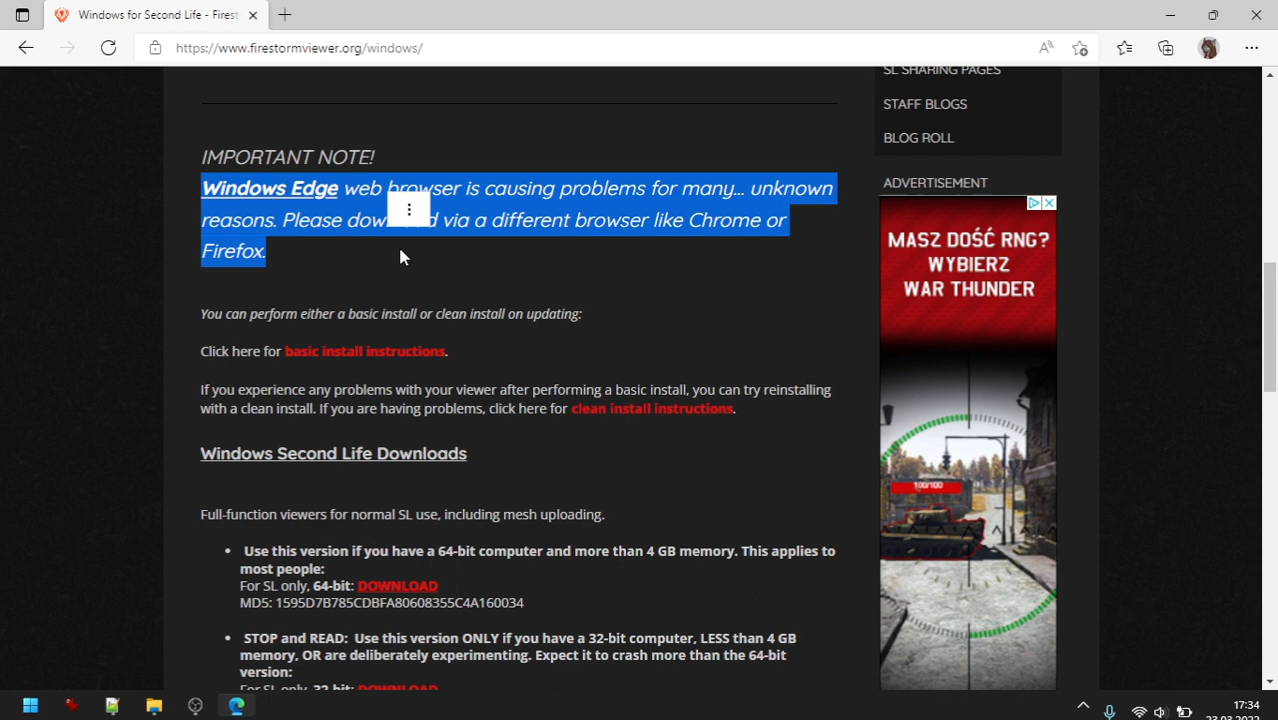 Windows for Second Life - Firest
https://www.firestormviewer.org/windows/
SL SHARING PAGES
STAFF BLOGS
BLOG ROLL
IMPORTANT NOTE!
Windows Edge web browser is causing problems for many... unknown
reasons. Please download via a different browser like Chrome or
Firefox.
You can perform either a basic install or clean install on updating:
Click here for basic install instructions.
If you experience any problems with your viewer after performing a basic install, you can try reinstalling
with a clean install. If you are having problems, click here for clean install instructions.
Windows Second Life Downloads
Full-function viewers for normal SL use, including mesh uploading.
• Use this version if you have a 64-bit computer and more than 4 GB memory. This applies to
most people:
For SL only, 64-bit: DOWNLOAD
MD5: 1595D7B785CDBFA80608355C4A160034
• STOP and READ: Use this version ONLY if you have a 32-bit computer, LESS than 4 GB
memory, OR are deliberately experimenting. Expect it to crash more than the 64-bit
version:
For SL only, 32-bit: DOWNLOAD
ADVERTISEMENT
MASZ DOŚĆ RNG?
WYBIERZ
WAR THUNDER
100/100
17:34
23.03.2022